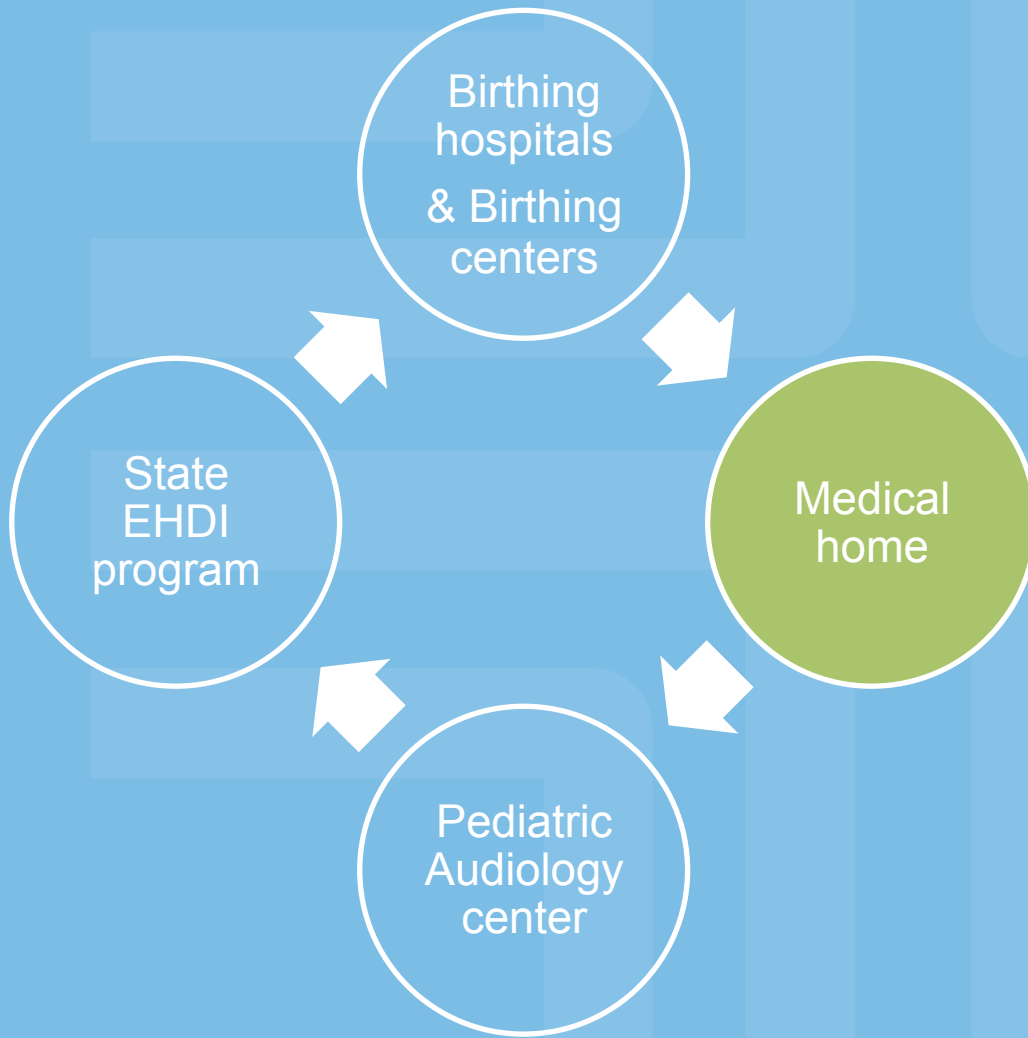 Birthing
hospitals
& Birthing
centers
State
EHDI
program
Medical
home
Pediatric
Audiology
center